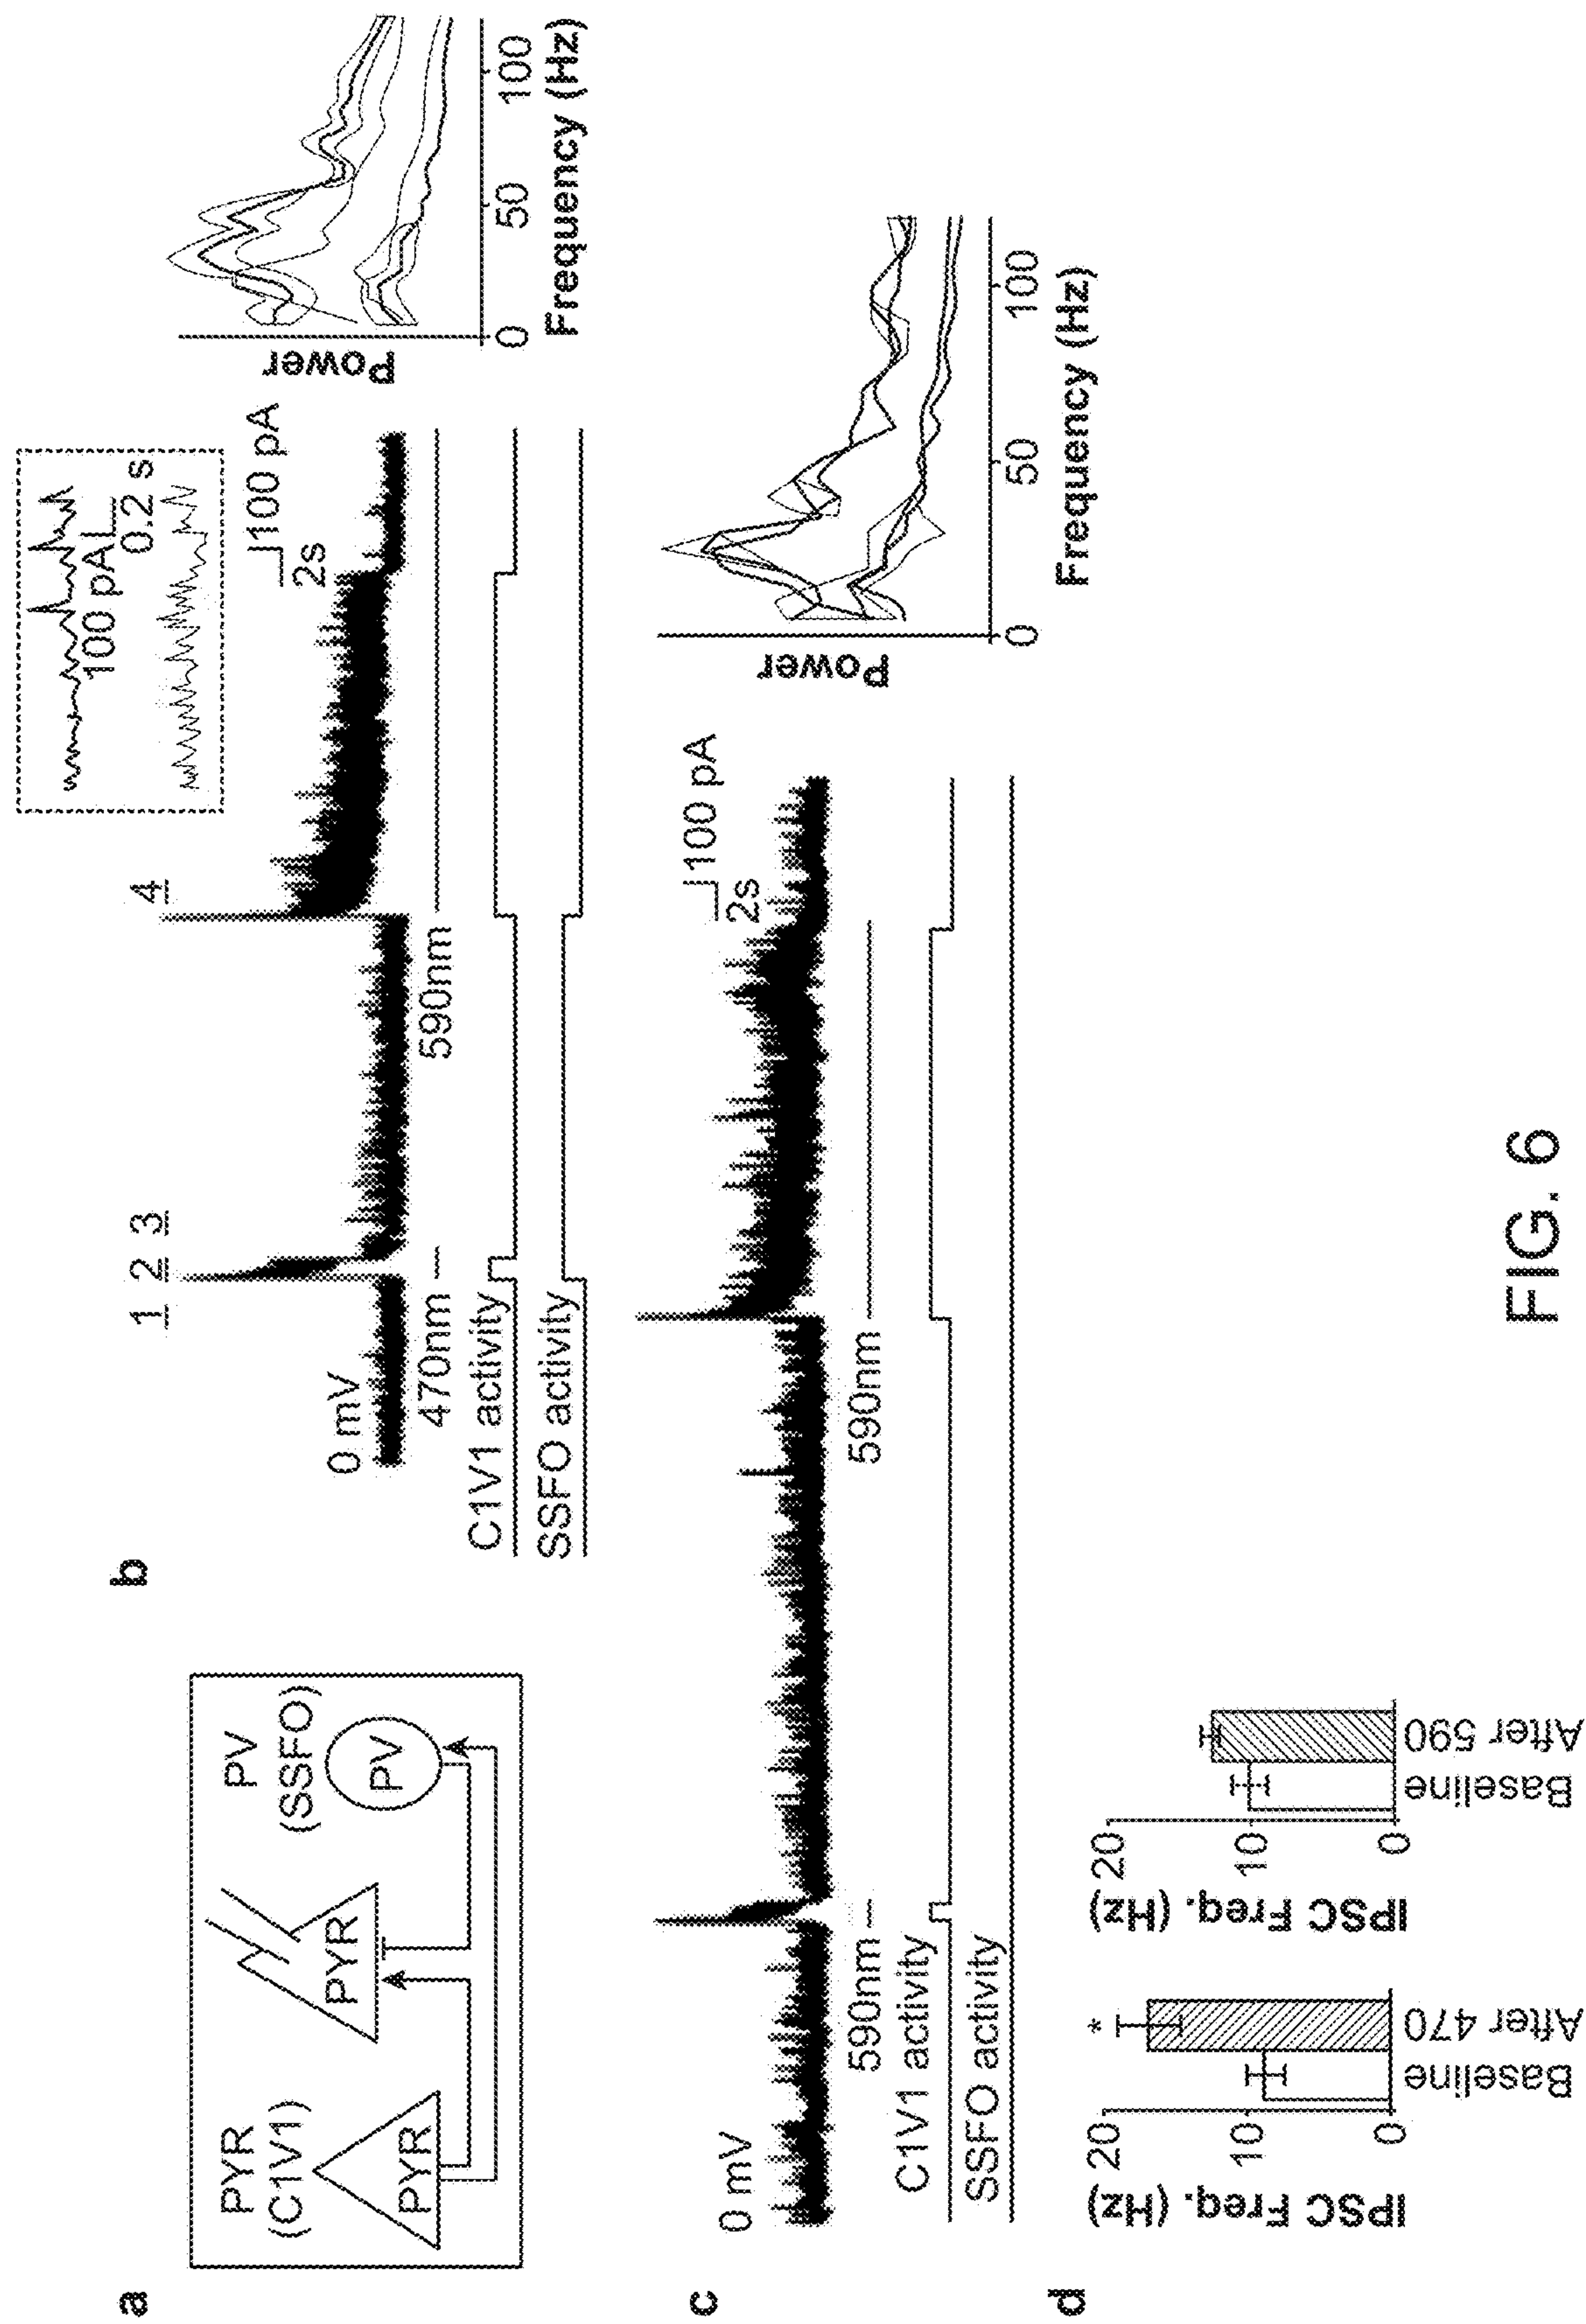 a
PYR
(C1V1)
PYR
PYR
PV
(SSFO)
PV
b
1 2 3 4
0 mV
470nm
590nm
C1V1 activity
SSFO activity
100 pA
0.2 s
100 pA
2s
Power
0 50 100
Frequency (Hz)
c
0 mV
590nm
590nm
C1V1 activity
SSFO activity
100 pA
2s
Power
0 50 100
Frequency (Hz)
d
IPSC Freq. (Hz)
20
10
0
*
Baseline
After 470
IPSC Freq. (Hz)
20
10
0
Baseline
After 590
FIG. 6